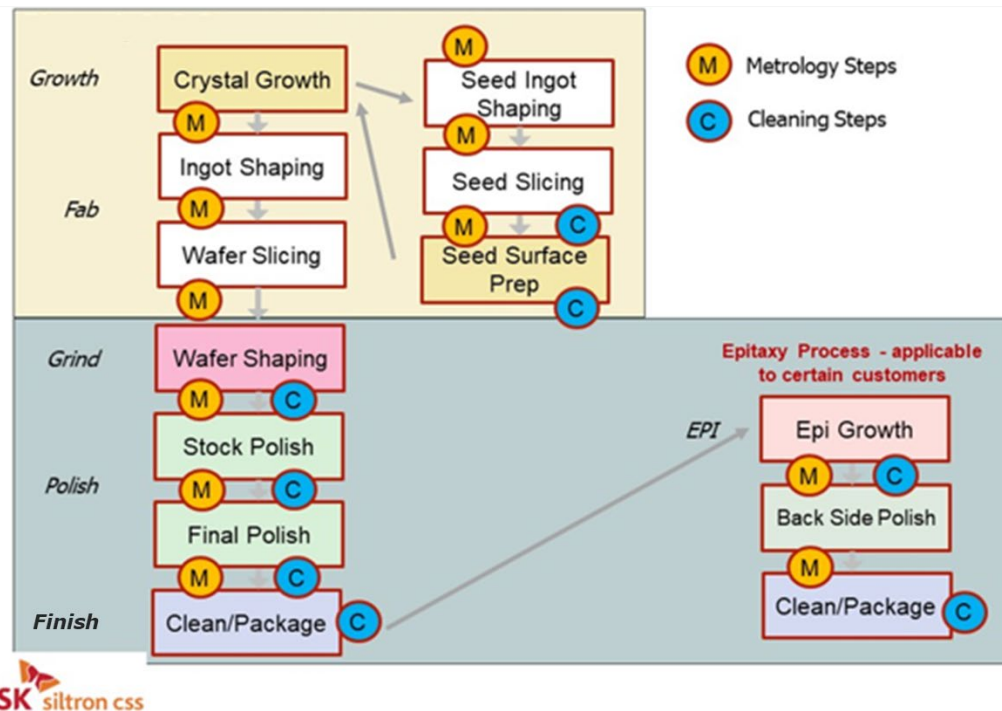 Growth
Crystal Growth
M
Seed Ingot
Shaping
M
Metrology Steps
C
Cleaning Steps
M
M
Ingot Shaping
Seed Slicing
Fab
M
M
C
Wafer Slicing
Seed Surface
Prep
M
C
Grind
Wafer Shaping
M
C
Stock Polish
Polish
M
C
Final Polish
M
C
Finish
Clean/Package
C
Epitaxy Process - applicable
to certain customers
EPI
Epi Growth
M
C
Back Side Polish
M
Clean/Package
C
SK siltron css